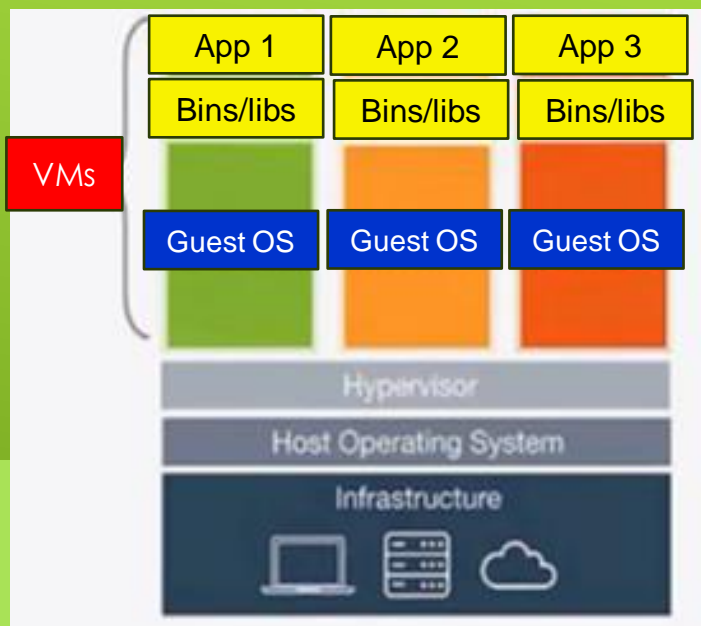 App 1
App 2
App 3
Bins/libs
Bins/libs
Bins/libs
VMs
Guest OS
Guest OS
Guest OS
Hypervisor
Host Operating System
Infrastructure